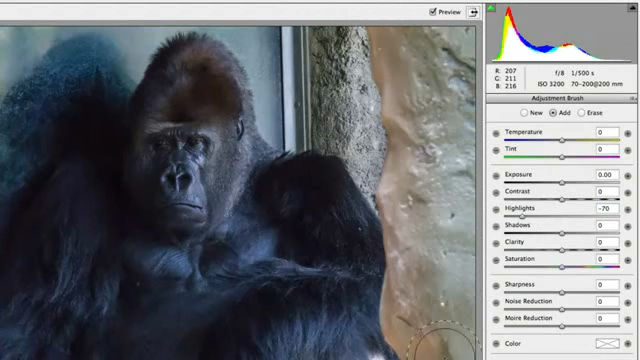 Preview
R: 207
G: 211
B: 216
f/8 1/500 s
ISO 3200 70-200@200 mm
Adjustment Brush
New Add Erase
Temperature 0
Tint 0
Exposure 0.00
Contrast 0
Highlights -70
Shadows 0
Clarity 0
Saturation 0
Sharpness 0
Noise Reduction 0
Moire Reduction 0
Color